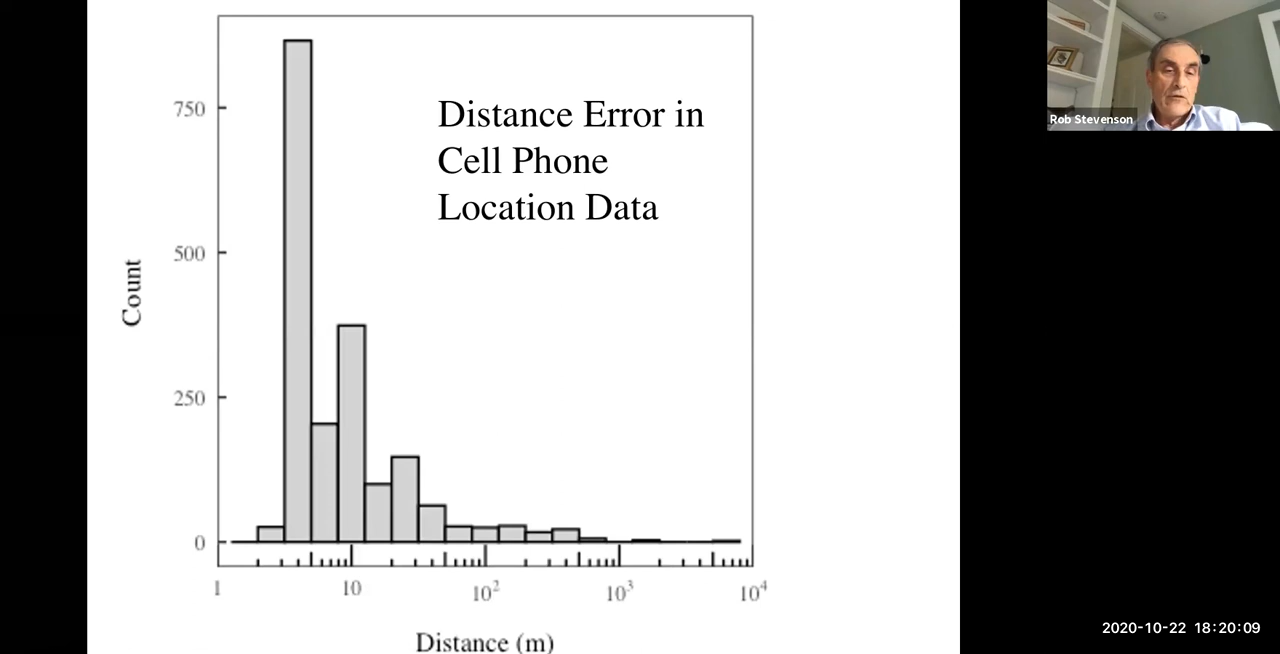 Distance Error in
Cell Phone
Location Data
Count
750
500
250
0
1
10
10²
10³
10⁴
Distance (m)
Rob Stevenson
2020-10-22 18:20:09